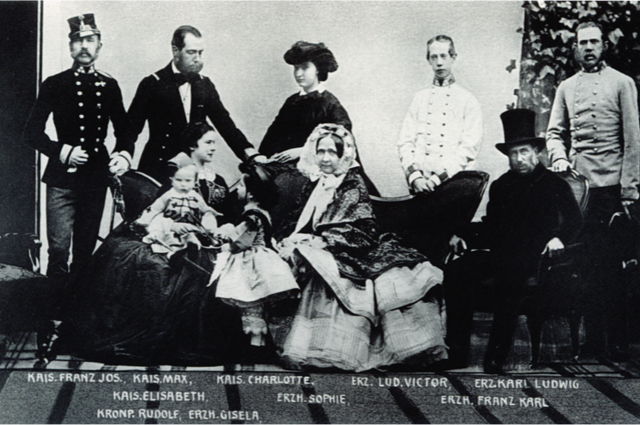 KAIS. FRANZ JOS. KAIS. MAX, KAIS. CHARLOTTE. ERZ. LUD. VICTOR, ERZ. KARL LUDWIG
KAIS. ELISABETH. ERZH. SOPHIE, ERZH. FRANZ KARL
KRONP. RUDOLF, ERZH. GISELA